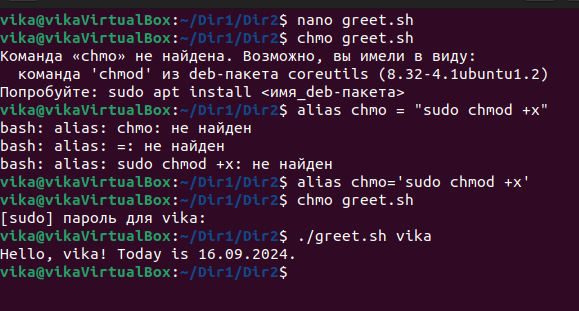 vika@vikaVirtualBox:~/Dir1/Dir2$ nano greet.sh
vika@vikaVirtualBox:~/Dir1/Dir2$ chmo greet.sh
Команда «chmo» не найдена. Возможно, вы имели в виду:
  команда 'chmod' из deb-пакета coreutils (8.32-4.1ubuntu1.2)
Попробуйте: sudo apt install <имя_deb-пакета>
vika@vikaVirtualBox:~/Dir1/Dir2$ alias chmo = "sudo chmod +x"
bash: alias: chmo: не найден
bash: alias: =: не найден
bash: alias: sudo chmod +x: не найден
vika@vikaVirtualBox:~/Dir1/Dir2$ alias chmo='sudo chmod +x'
vika@vikaVirtualBox:~/Dir1/Dir2$ chmo greet.sh
[sudo] пароль для vika:
vika@vikaVirtualBox:~/Dir1/Dir2$ ./greet.sh vika
Hello, vika! Today is 16.09.2024.
vika@vikaVirtualBox:~/Dir1/Dir2$